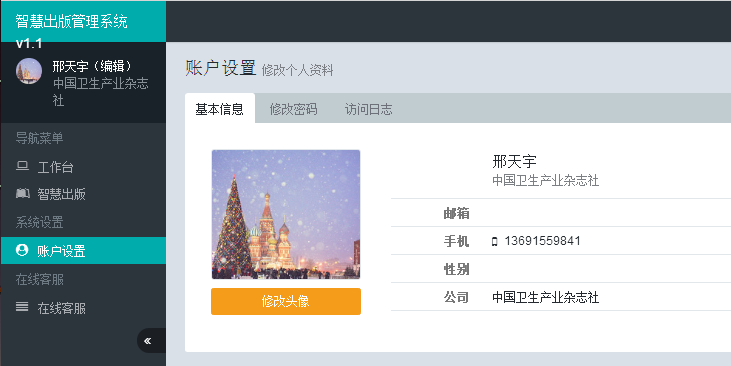 智慧出版管理系统
v1.1
邢天宇（编辑）
中国卫生产业杂志
社
导航菜单
工作台
智慧出版
系统设置
账户设置
在线客服
在线客服
账户设置 修改个人资料
基本信息 修改密码 访问日志
修改头像
邢天宇
中国卫生产业杂志社
邮箱
手机 13691559841
性别
公司 中国卫生产业杂志社